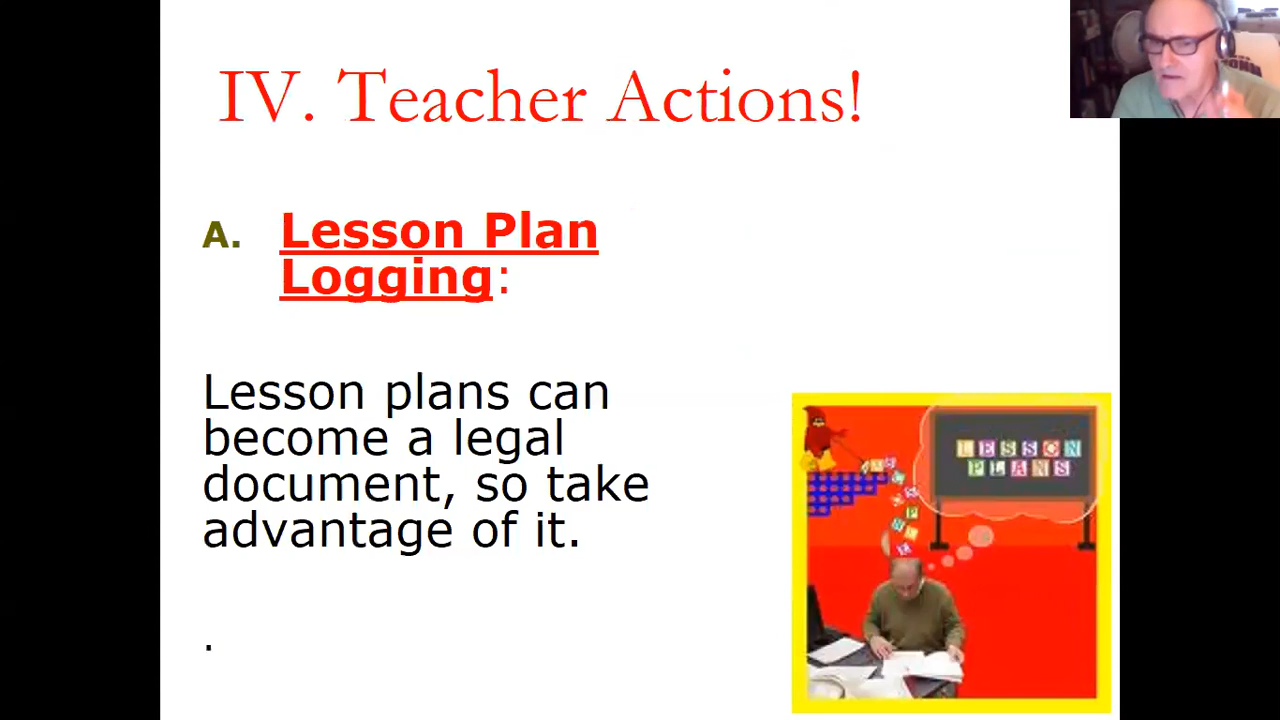 IV. Teacher Actions!
A. Lesson Plan
Logging:
Lesson plans can
become a legal
document, so take
advantage of it.
.
LESSON
PLANS